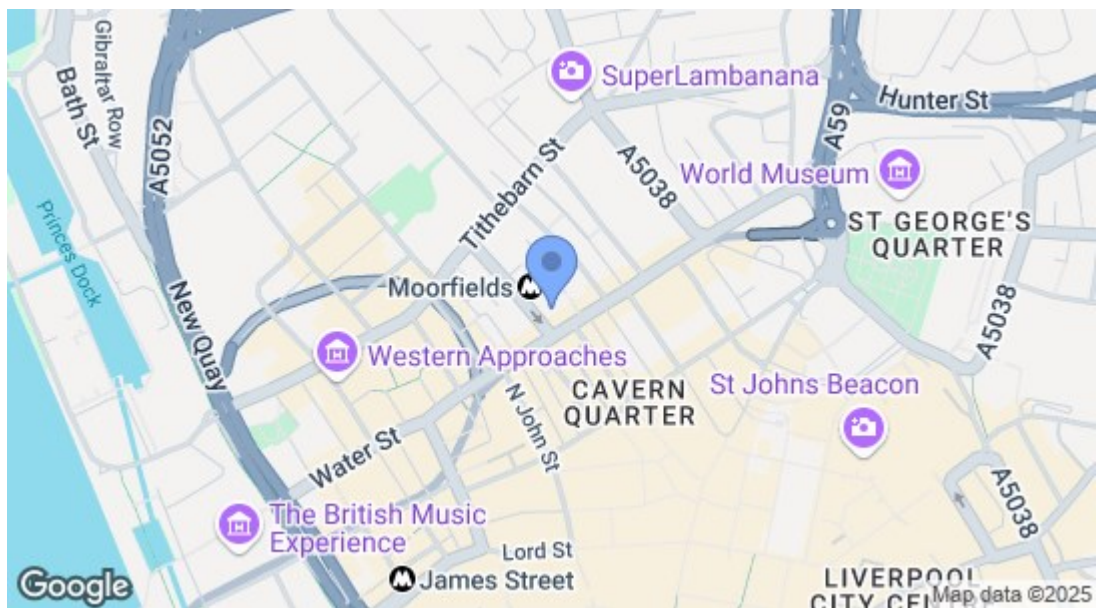 Gibraltar Row
Bath St
A5052
SuperLambanana
Hunter St
A59
A5038
World Museum
Tithebarn St
Princes Dock
ST GEORGE'S
QUARTER
Moorfields
New Quay
A5038
Western Approaches
CAVERN
QUARTER
St Johns Beacon
N John St
Water St
A5038
The British Music
Experience
Lord St
James Street
LIVERPOOL
Google
Map data ©2025